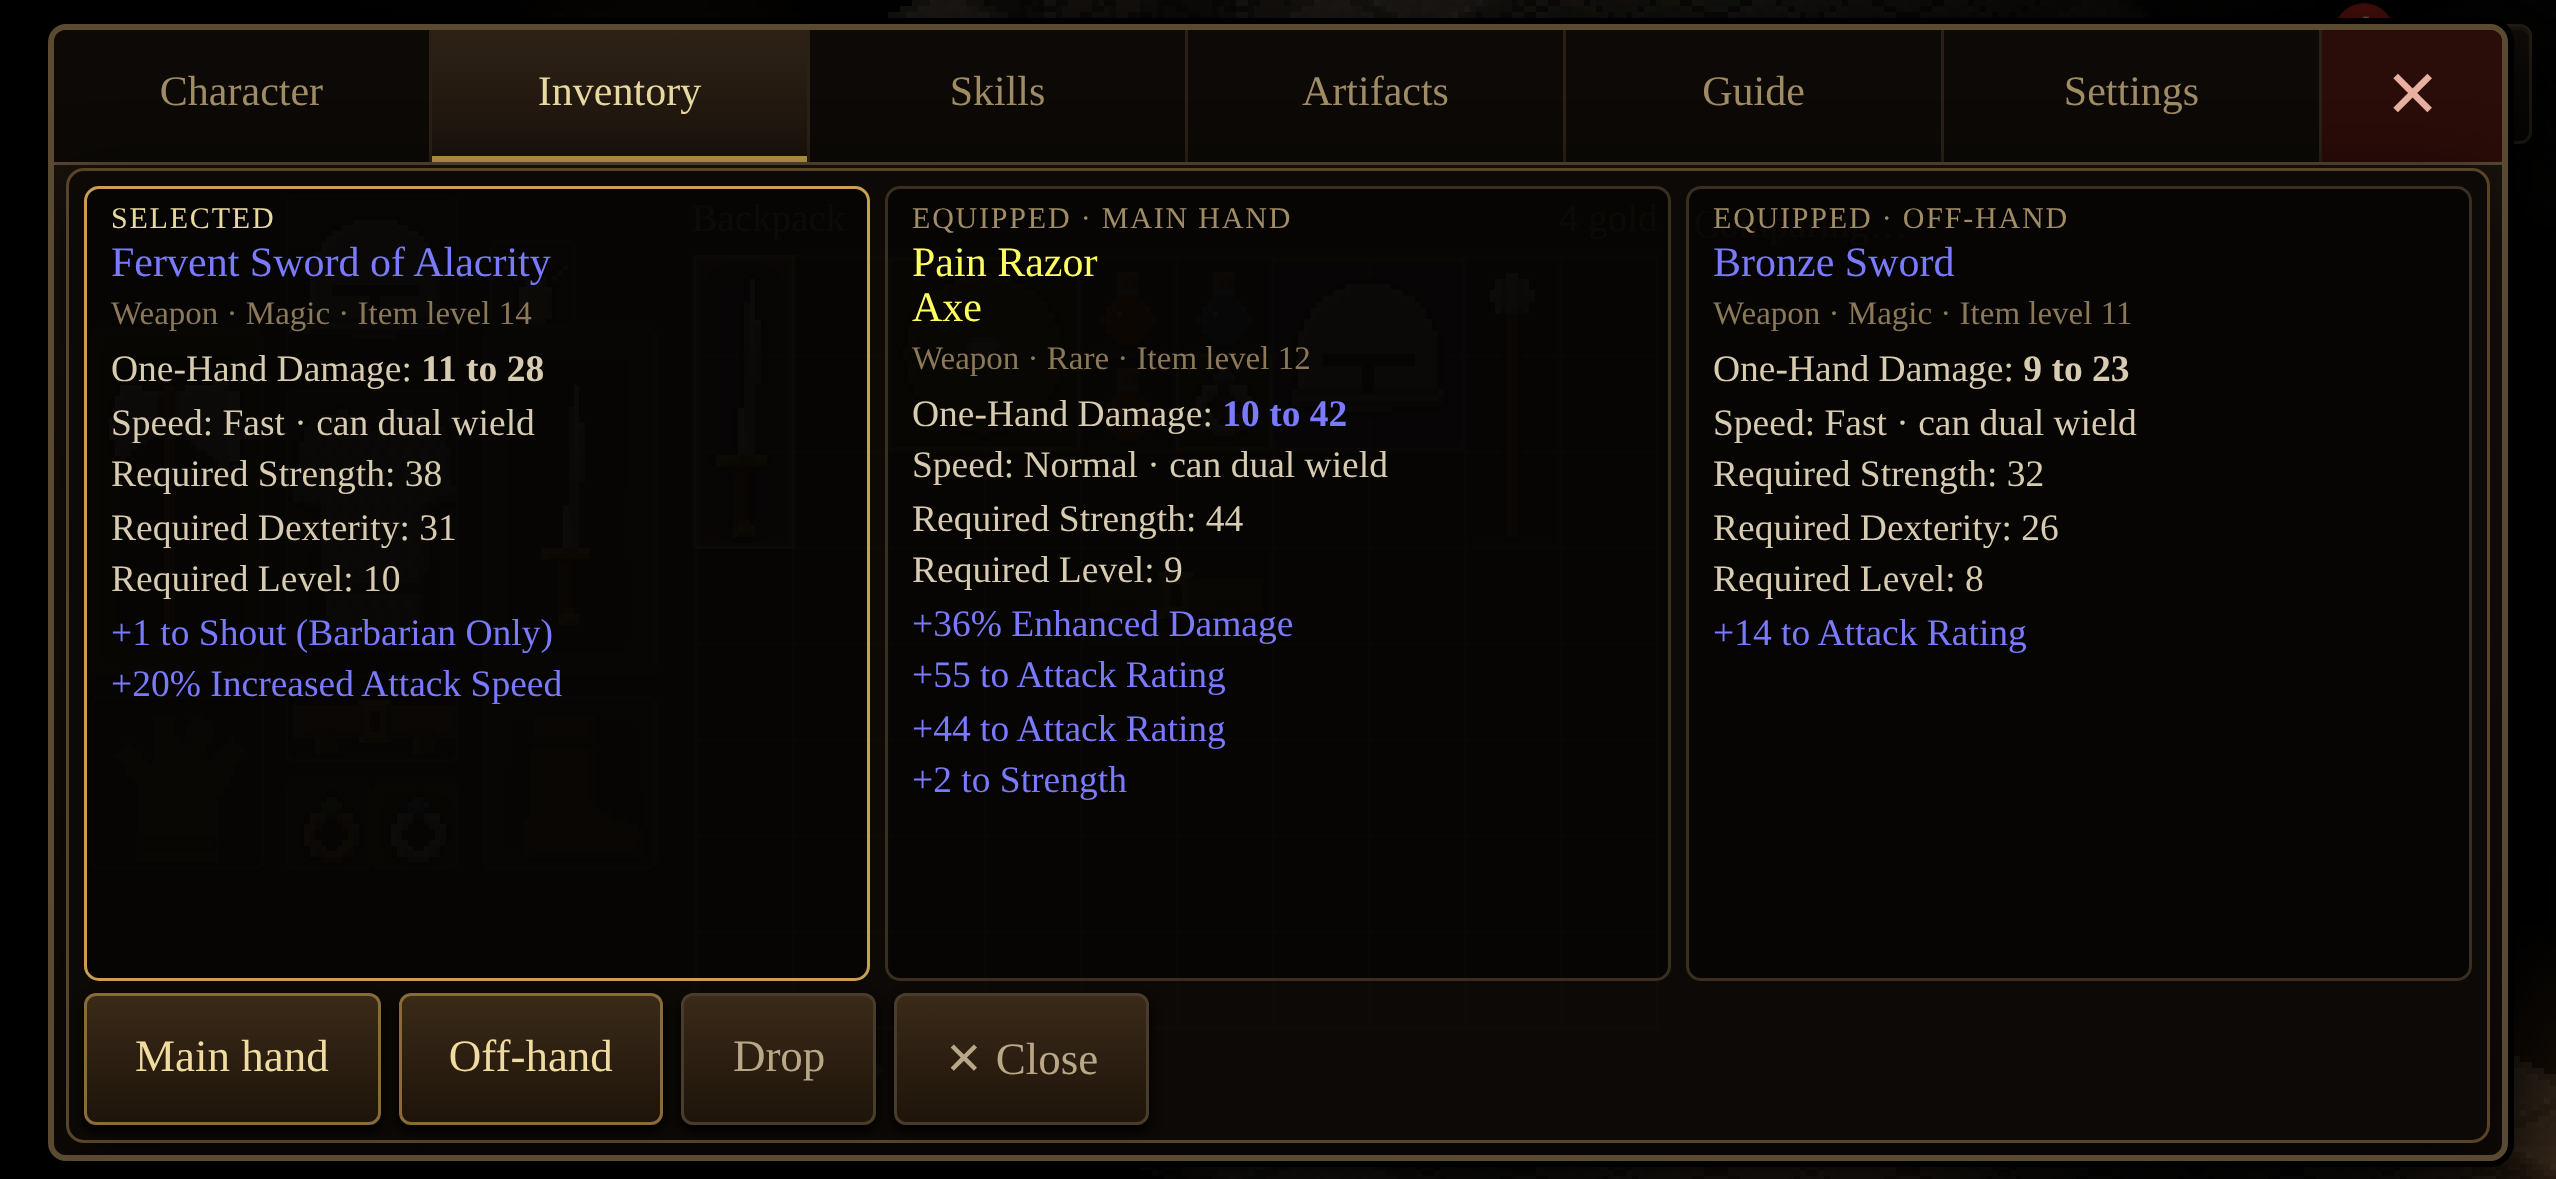 Character
Inventory
Skills
Artifacts
Guide
Settings
✕
SELECTED
Fervent Sword of Alacrity
Weapon · Magic · Item level 14
One-Hand Damage: 11 to 28
Speed: Fast · can dual wield
Required Strength: 38
Required Dexterity: 31
Required Level: 10
+1 to Shout (Barbarian Only)
+20% Increased Attack Speed
Backpack
EQUIPPED · MAIN HAND
4 gold
Pain Razor
Axe
Weapon · Rare · Item level 12
One-Hand Damage: 10 to 42
Speed: Normal · can dual wield
Required Strength: 44
Required Level: 9
+36% Enhanced Damage
+55 to Attack Rating
+44 to Attack Rating
+2 to Strength
EQUIPPED · OFF-HAND
Bronze Sword
Weapon · Magic · Item level 11
One-Hand Damage: 9 to 23
Speed: Fast · can dual wield
Required Strength: 32
Required Dexterity: 26
Required Level: 8
+14 to Attack Rating
Main hand
Off-hand
Drop
✕ Close